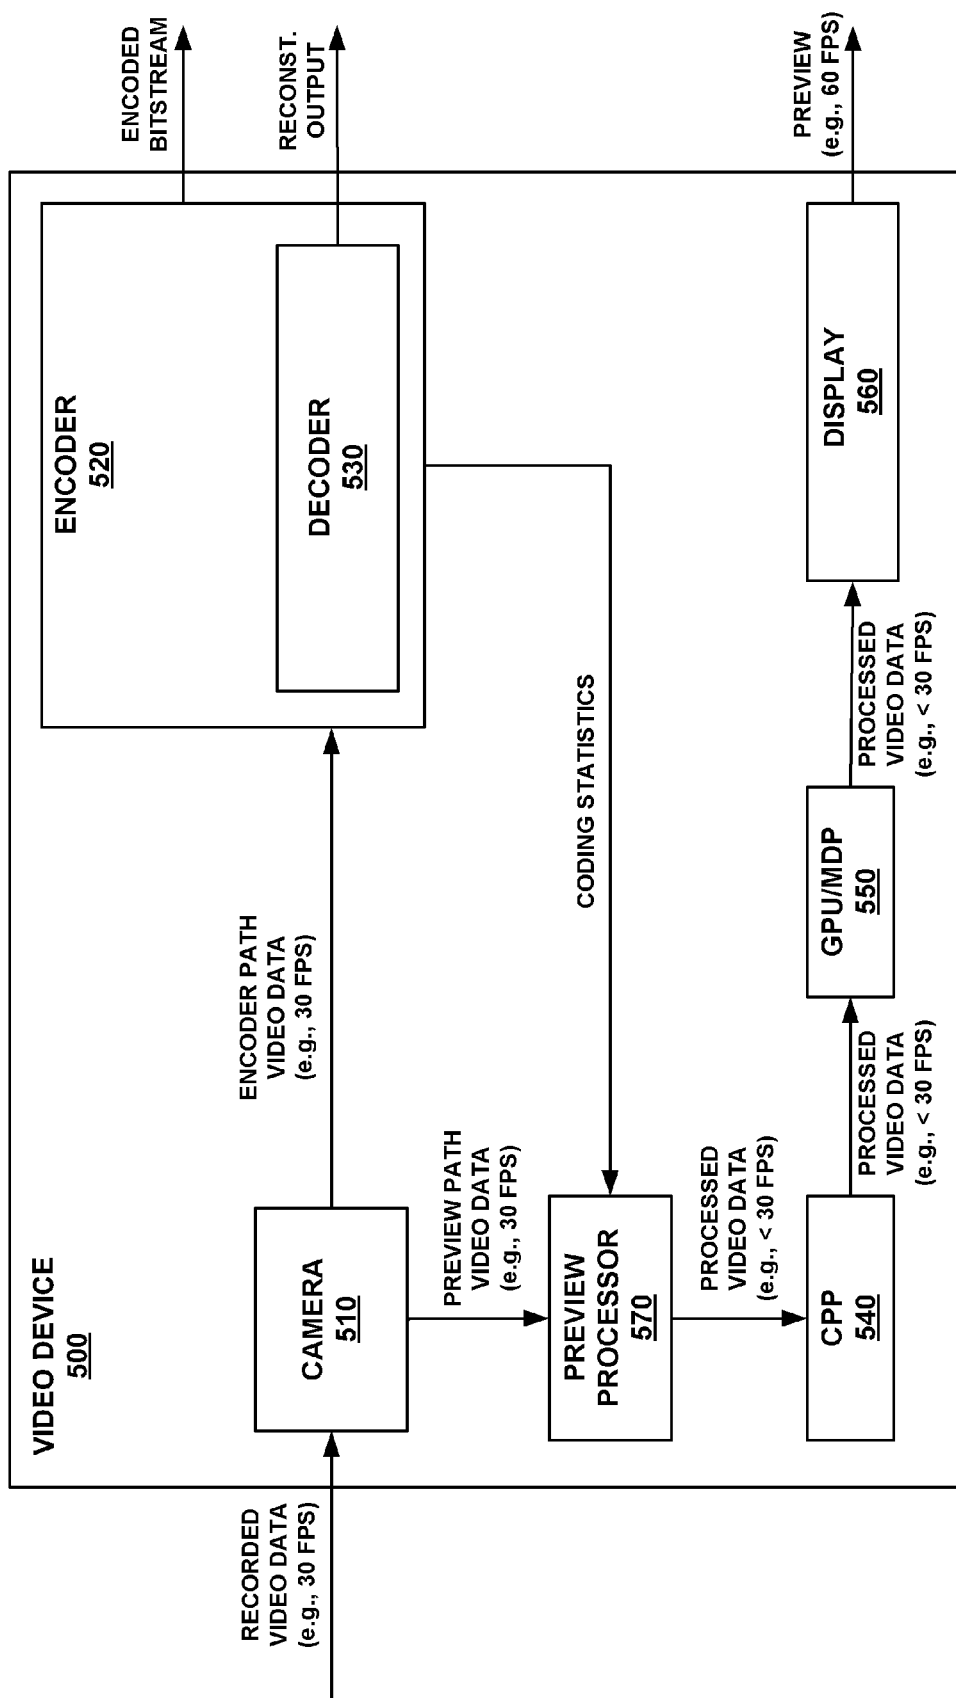 VIDEO DEVICE
500
RECORDED
VIDEO DATA
(e.g., 30 FPS)
CAMERA
510
ENCODER PATH
VIDEO DATA
(e.g., 30 FPS)
ENCODER
520
DECODER
530
ENCODED
BITSTREAM
RECONST.
OUTPUT
PREVIEW PATH
VIDEO DATA
(e.g., 30 FPS)
CODING STATISTICS
PREVIEW
PROCESSOR
570
PROCESSED
VIDEO DATA
(e.g., < 30 FPS)
CPP
540
PROCESSED
VIDEO DATA
(e.g., < 30 FPS)
GPU/MDP
550
PROCESSED
VIDEO DATA
(e.g., < 30 FPS)
DISPLAY
560
PREVIEW
(e.g., 60 FPS)